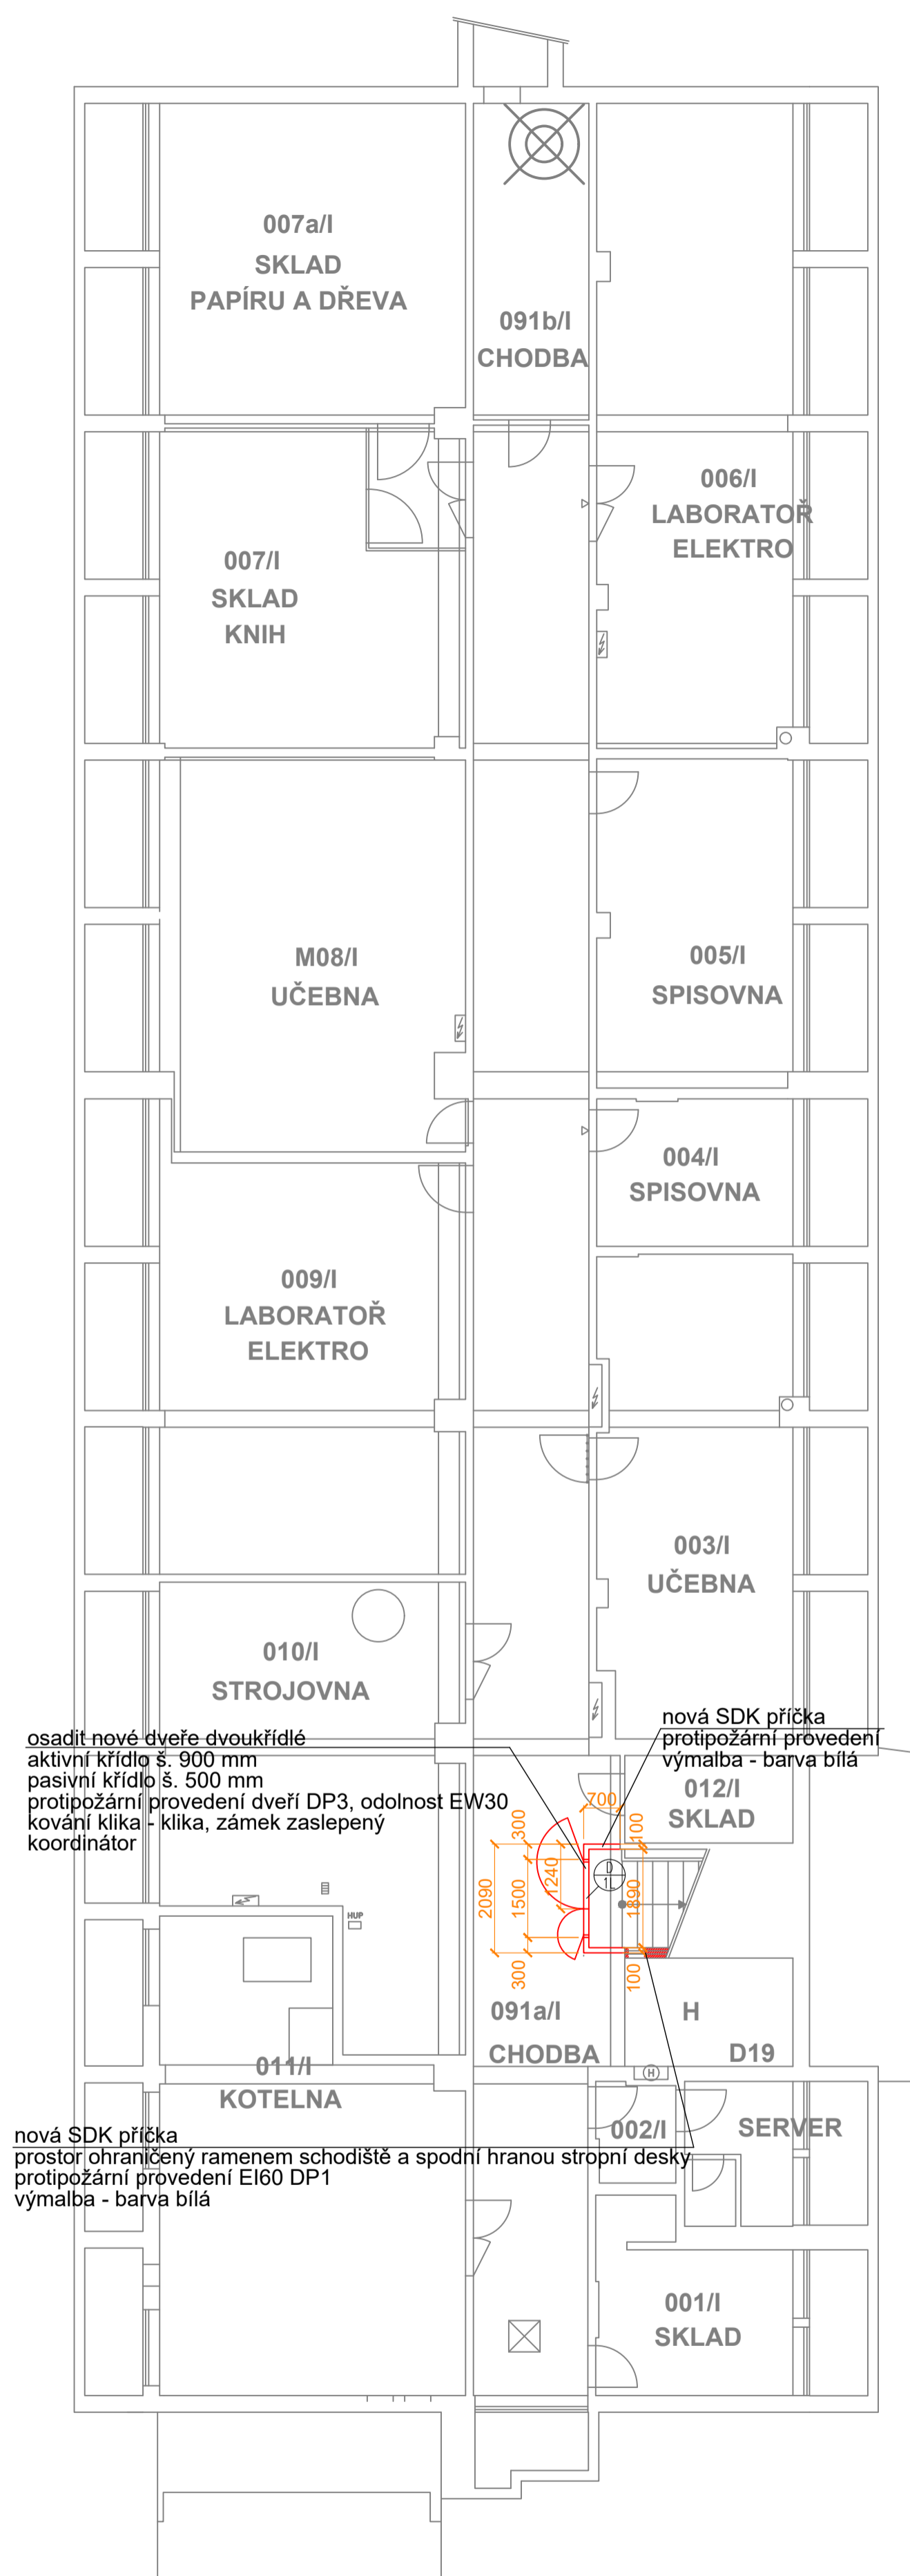 007a/I
SKLAD
PAPÍRU A DŘEVA
091b/I
CHODBA
006/I
LABORATOŘ
ELEKTRO
007/I
SKLAD
KNIH
M08/I
UČEBNA
005/I
SPISOVNA
004/I
SPISOVNA
009/I
LABORATOŘ
ELEKTRO
003/I
UČEBNA
010/I
STROJOVNA
nová SDK příčka
protipožární provedení
výmalba - barva bílá
osadit nové dveře dvoukřídlé
aktivní křídlo š. 900 mm
pasivní křídlo š. 500 mm
protipožární provedení dveří DP3, odolnost EW30
kování klika - klika, zámek zaslepený
koordinátor
012/I
SKLAD
700
300
100
2090
1500
1240
1890
300
100
D
1L
HUP
091a/I
CHODBA
H
D19
H
011/I
KOTELNA
002/I
SERVER
nová SDK příčka
prostor ohraničený ramenem schodiště a spodní hranou stropní desky
protipožární provedení EI60 DP1
výmalba - barva bílá
001/I
SKLAD